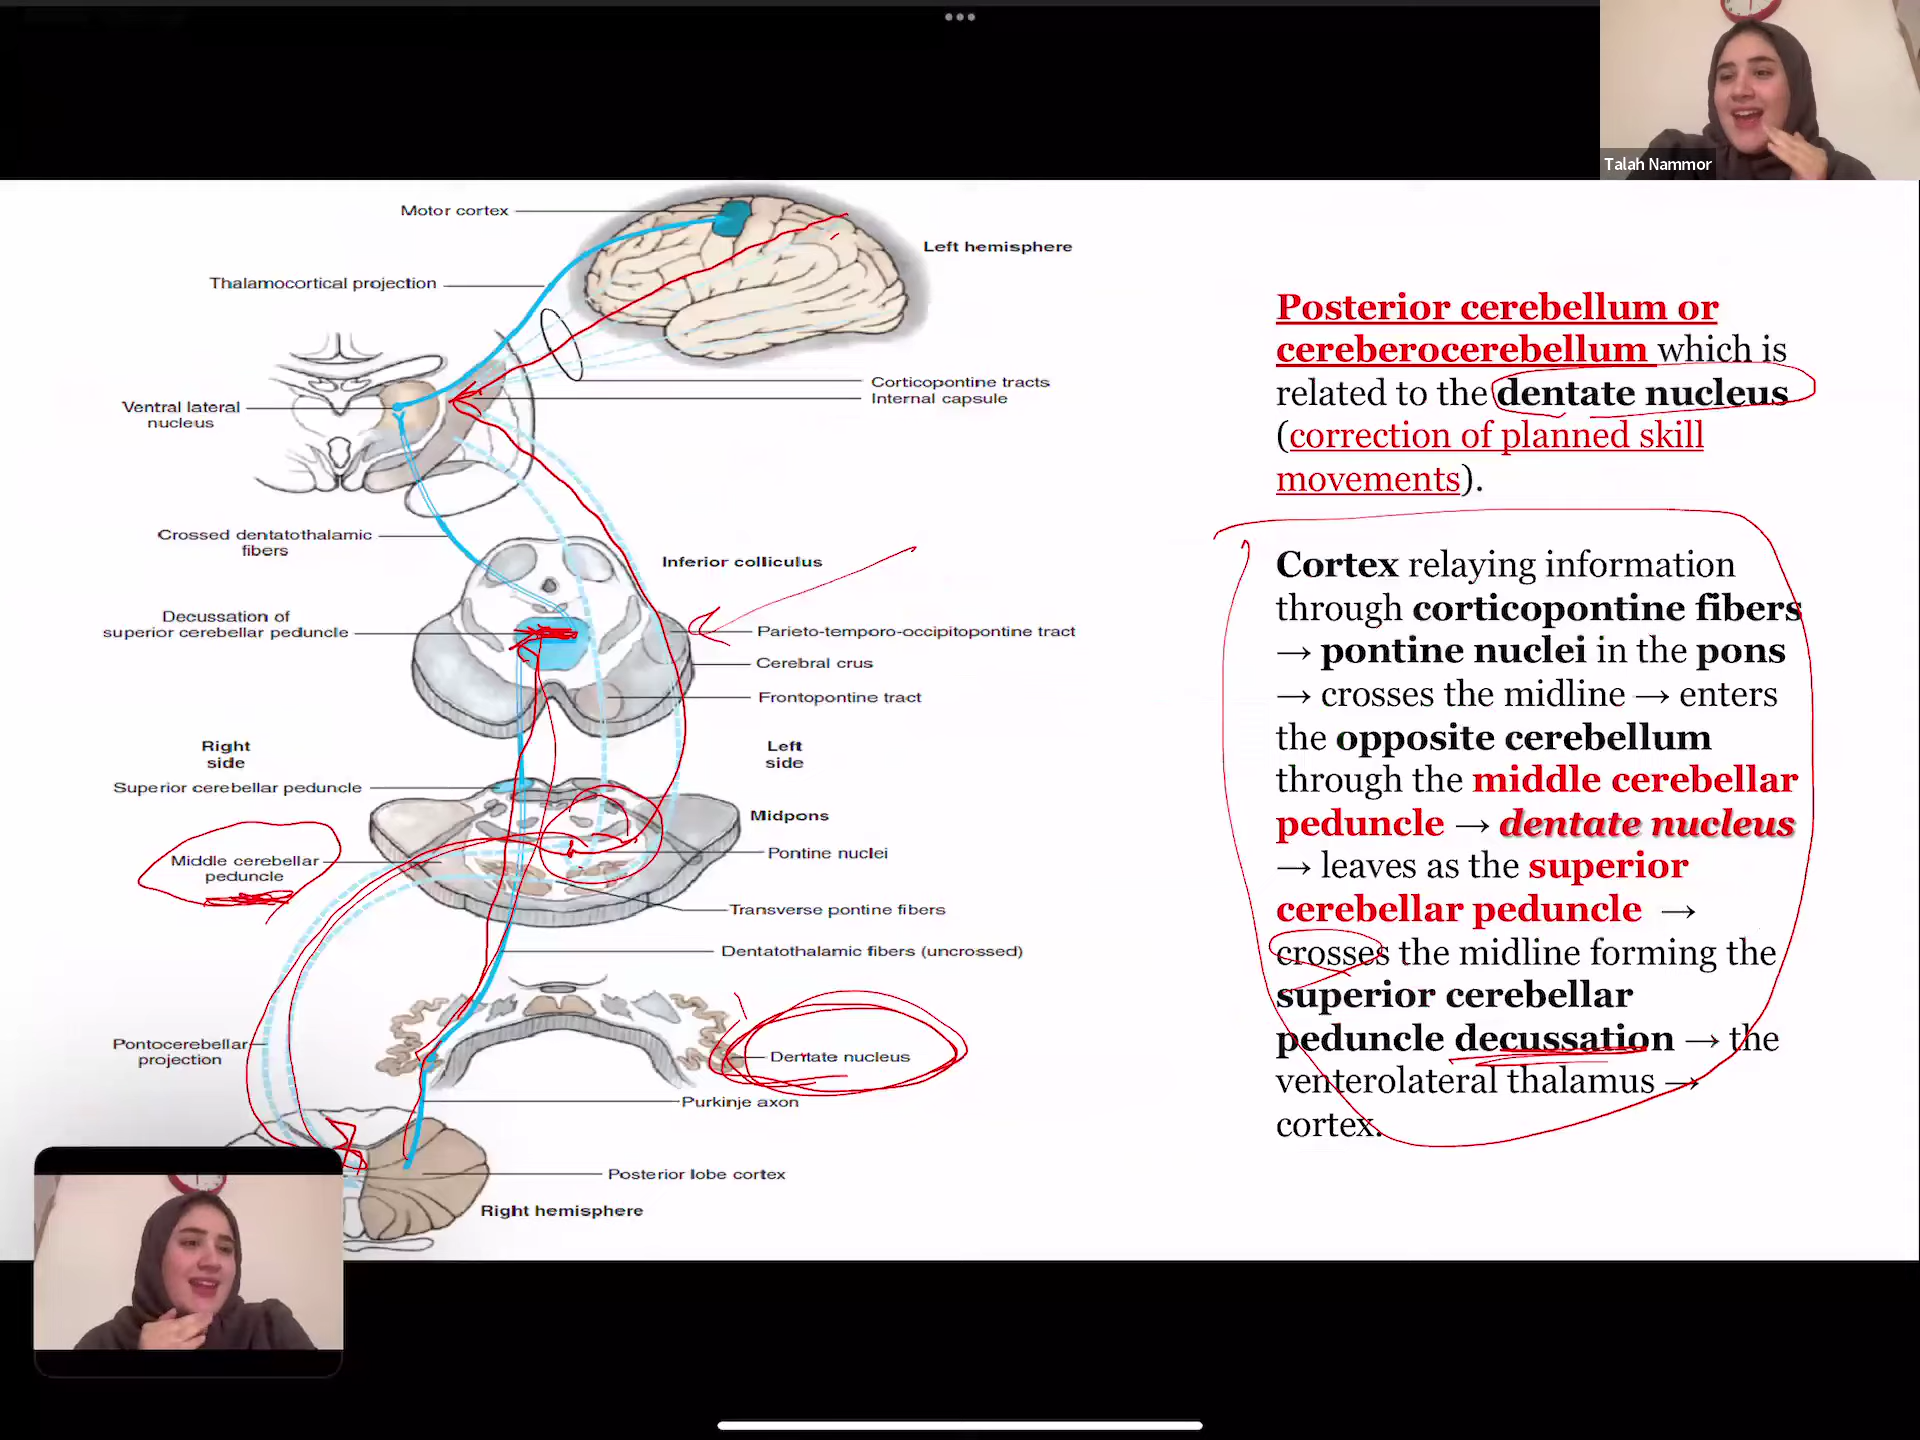 Talah Nammor
Motor cortex
Left hemisphere
Thalamocortical projection
Corticopontine tracts
Internal capsule
Ventral lateral
nucleus
Crossed dentatothalamic
fibers
Inferior colliculus
Decussation of
superior cerebellar peduncle
Parieto-temporo-occipitopontine tract
Cerebral crus
Frontopontine tract
Right
side
Left
side
Superior cerebellar peduncle
Midpons
Middle cerebellar
peduncle
Pontine nuclei
Transverse pontine fibers
Dentatothalamic fibers (uncrossed)
Pontocerebellar
projection
Dentate nucleus
Purkinje axon
Posterior lobe cortex
Right hemisphere
Posterior cerebellum or
cereberocerebellum which is
related to the dentate nucleus
(correction of planned skill
movements).
Cortex relaying information
through corticopontine fibers
→ pontine nuclei in the pons
→ crosses the midline → enters
the opposite cerebellum
through the middle cerebellar
peduncle → dentate nucleus
→ leaves as the superior
cerebellar peduncle →
crosses the midline forming the
superior cerebellar
peduncle decussation → the
venterolateral thalamus →
cortex.